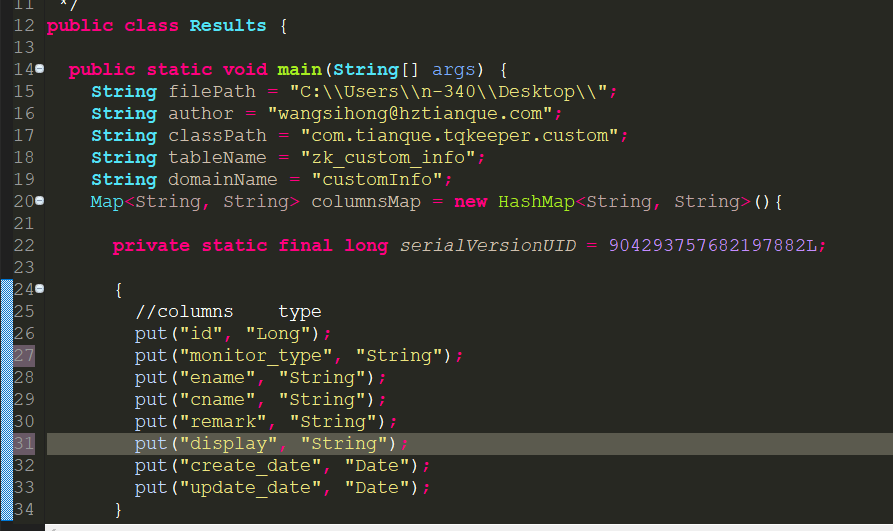 11 */
12 public class Results {
13
14 public static void main(String[] args) {
15 String filePath = "C:\\Users\\n-340\\Desktop\\";
16 String author = "wangsihong@hztianque.com";
17 String classPath = "com.tianque.tqkeeper.custom";
18 String tableName = "zk_custom_info";
19 String domainName = "customInfo";
20 Map<String, String> columnsMap = new HashMap<String, String>(){
21
22 private static final long serialVersionUID = 904293757682197882L;
23
24 {
25 //columns    type
26 put("id", "Long");
27 put("monitor_type", "String");
28 put("ename", "String");
29 put("cname", "String");
30 put("remark", "String");
31 put("display", "String");
32 put("create_date", "Date");
33 put("update_date", "Date");
34 }